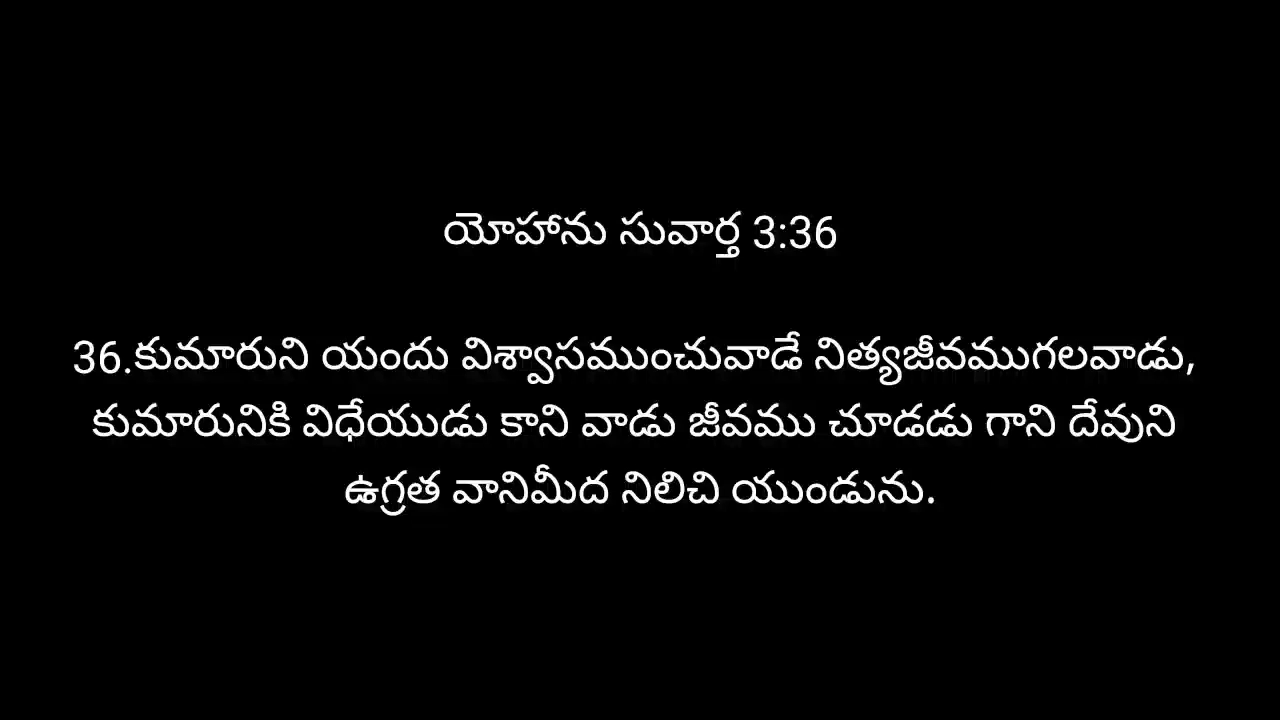 యోహాను సువార్త 3:36
36.కుమారుని యందు విశ్వాసముంచువాడే నిత్యజీవముగలవాడు,
కుమారునికి విధేయుడు కాని వాడు జీవము చూడడు గాని దేవుని
ఉగ్రత వానిమీద నిలిచి యుండును.